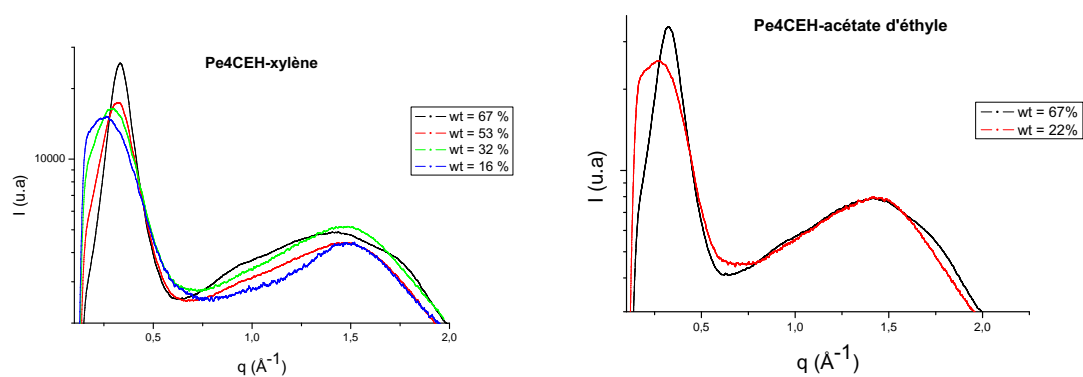 Pe4CEH-xylène
wt = 67 %
wt = 53 %
wt = 32 %
wt = 16 %
10000
I (u.a)
0,5 1,0 1,5 2,0
q (Å⁻¹)
Pe4CEH-acétate d'éthyle
wt = 67%
wt = 22%
I (u.a)
0,5 1,0 1,5 2,0
q (Å⁻¹)